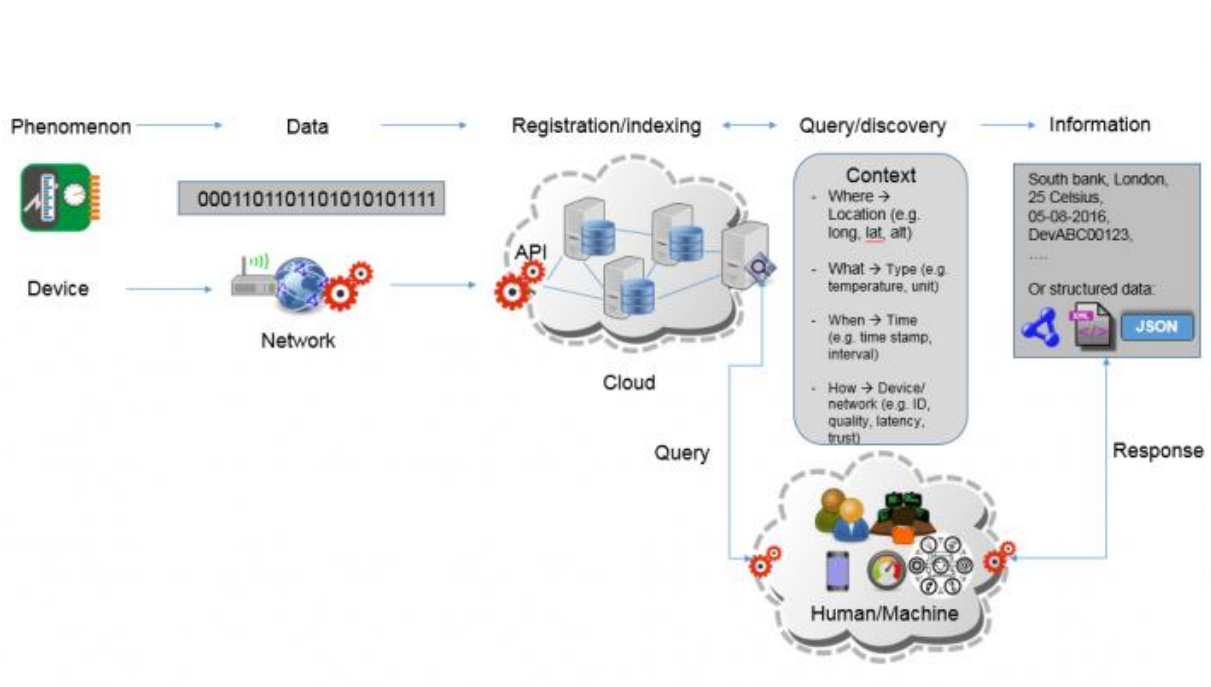 Phenomenon
Data
Registration/indexing
Query/discovery
Information
00011011011010101011​11
Device
Network
API
Cloud
Context
- Where →
Location (e.g.
long, lat, alt)
- What → Type (e.g.
temperature, unit)
- When → Time
(e.g. time stamp,
interval)
- How → Device/
network (e.g. ID,
quality, latency,
trust)
South bank, London,
25 Celsius,
05-08-2016,
DevABC00123,
....
Or structured data:
XML
</>
JSON
Query
Response
Human/Machine